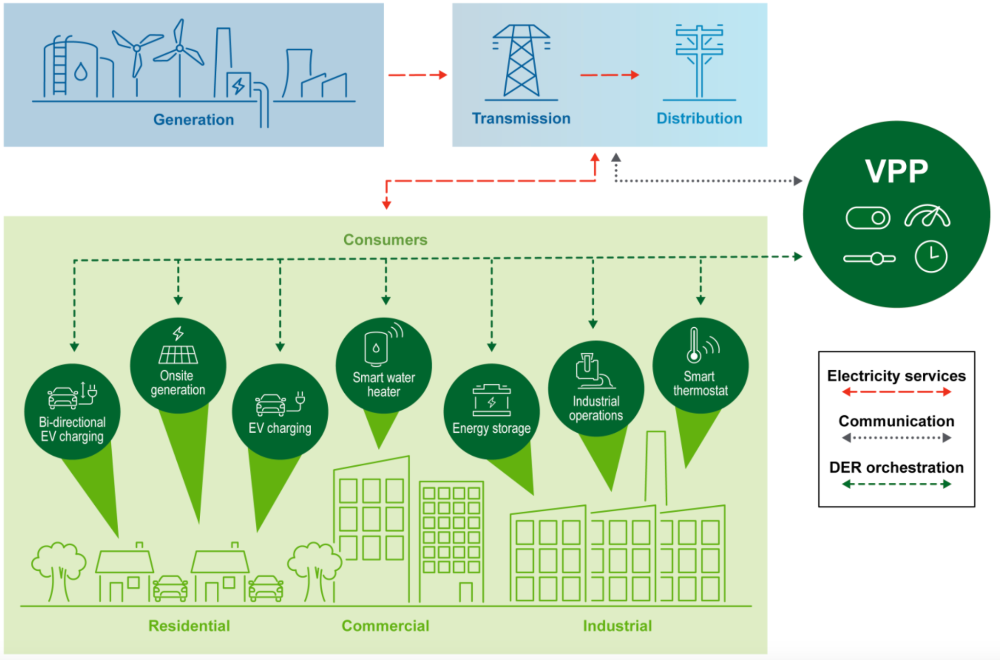 Generation
Transmission
Distribution
VPP
Consumers
Bi-directional
EV charging
Onsite
generation
EV charging
Smart water
heater
Energy storage
Industrial
operations
Smart
thermostat
Residential
Commercial
Industrial
Electricity services
Communication
DER orchestration